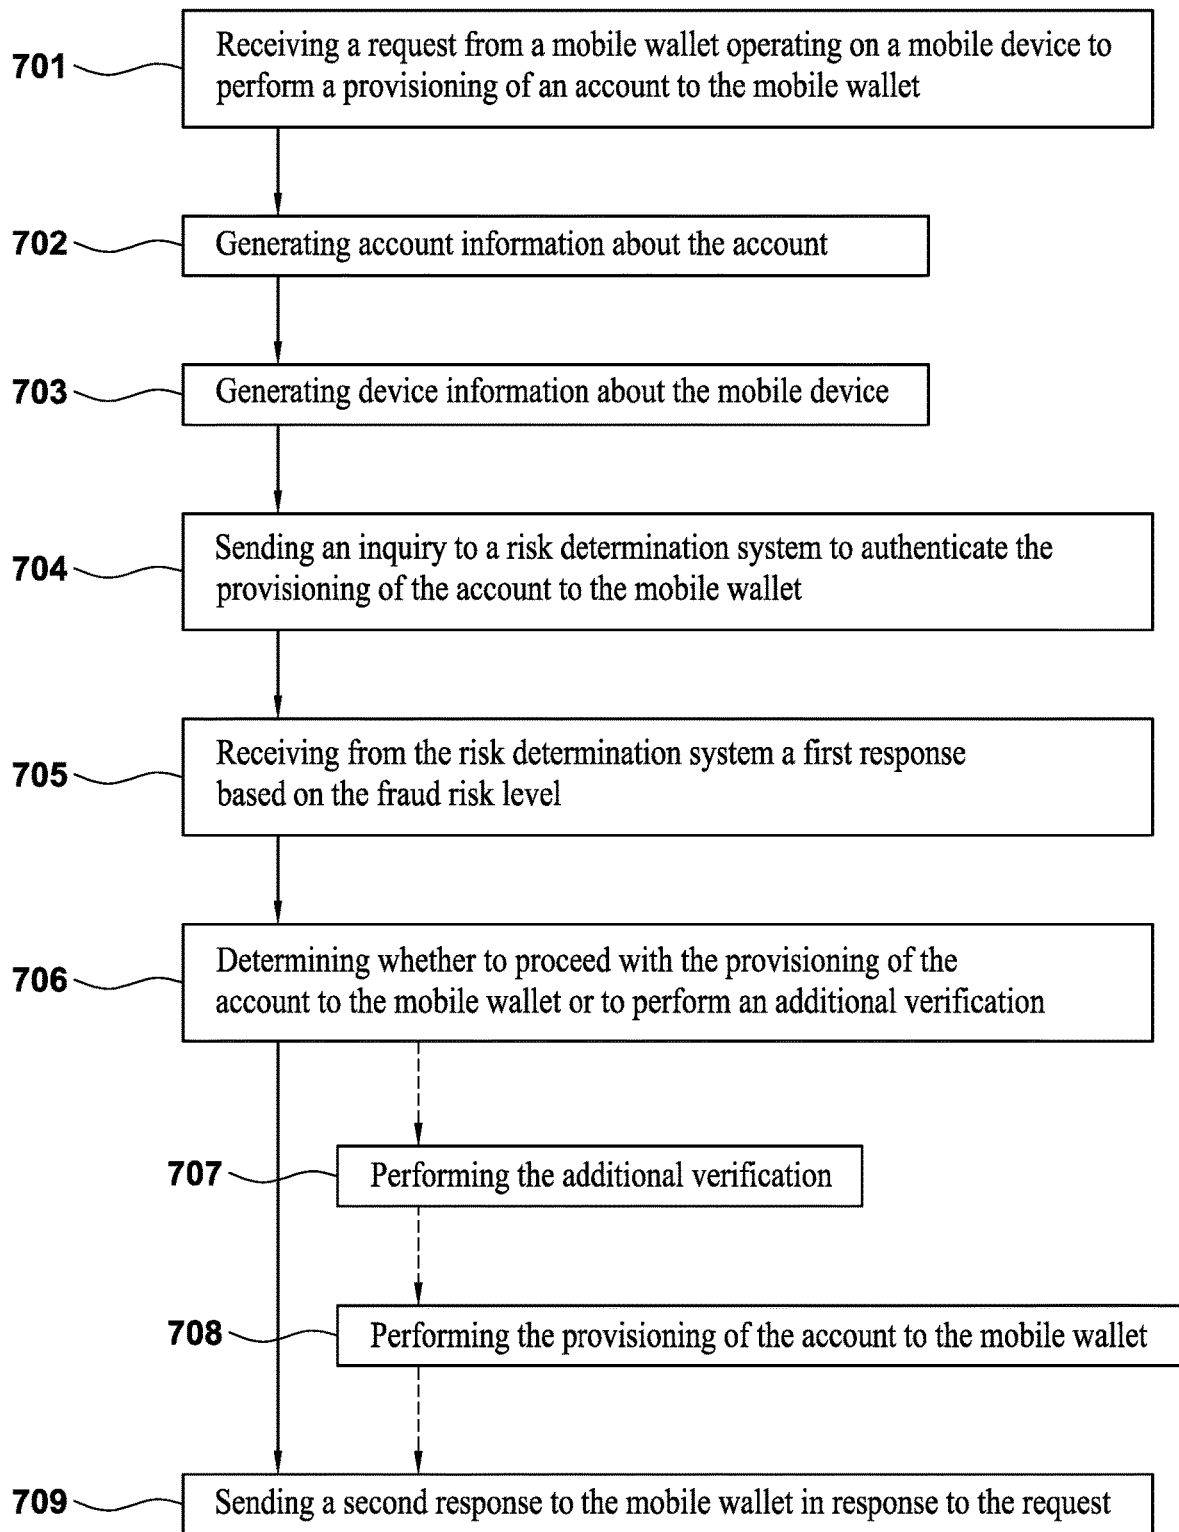 701
Receiving a request from a mobile wallet operating on a mobile device to
perform a provisioning of an account to the mobile wallet
702
Generating account information about the account
703
Generating device information about the mobile device
704
Sending an inquiry to a risk determination system to authenticate the
provisioning of the account to the mobile wallet
705
Receiving from the risk determination system a first response
based on the fraud risk level
706
Determining whether to proceed with the provisioning of the
account to the mobile wallet or to perform an additional verification
707
Performing the additional verification
708
Performing the provisioning of the account to the mobile wallet
709
Sending a second response to the mobile wallet in response to the request